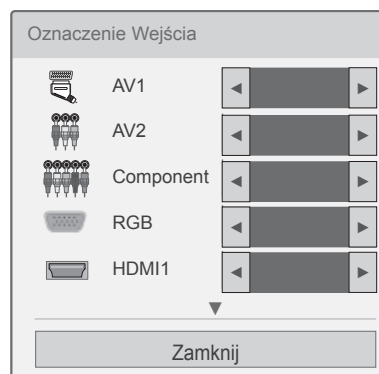 Oznaczenie Wejścia
AV1
AV2
Component
RGB
HDMI1
Zamknij